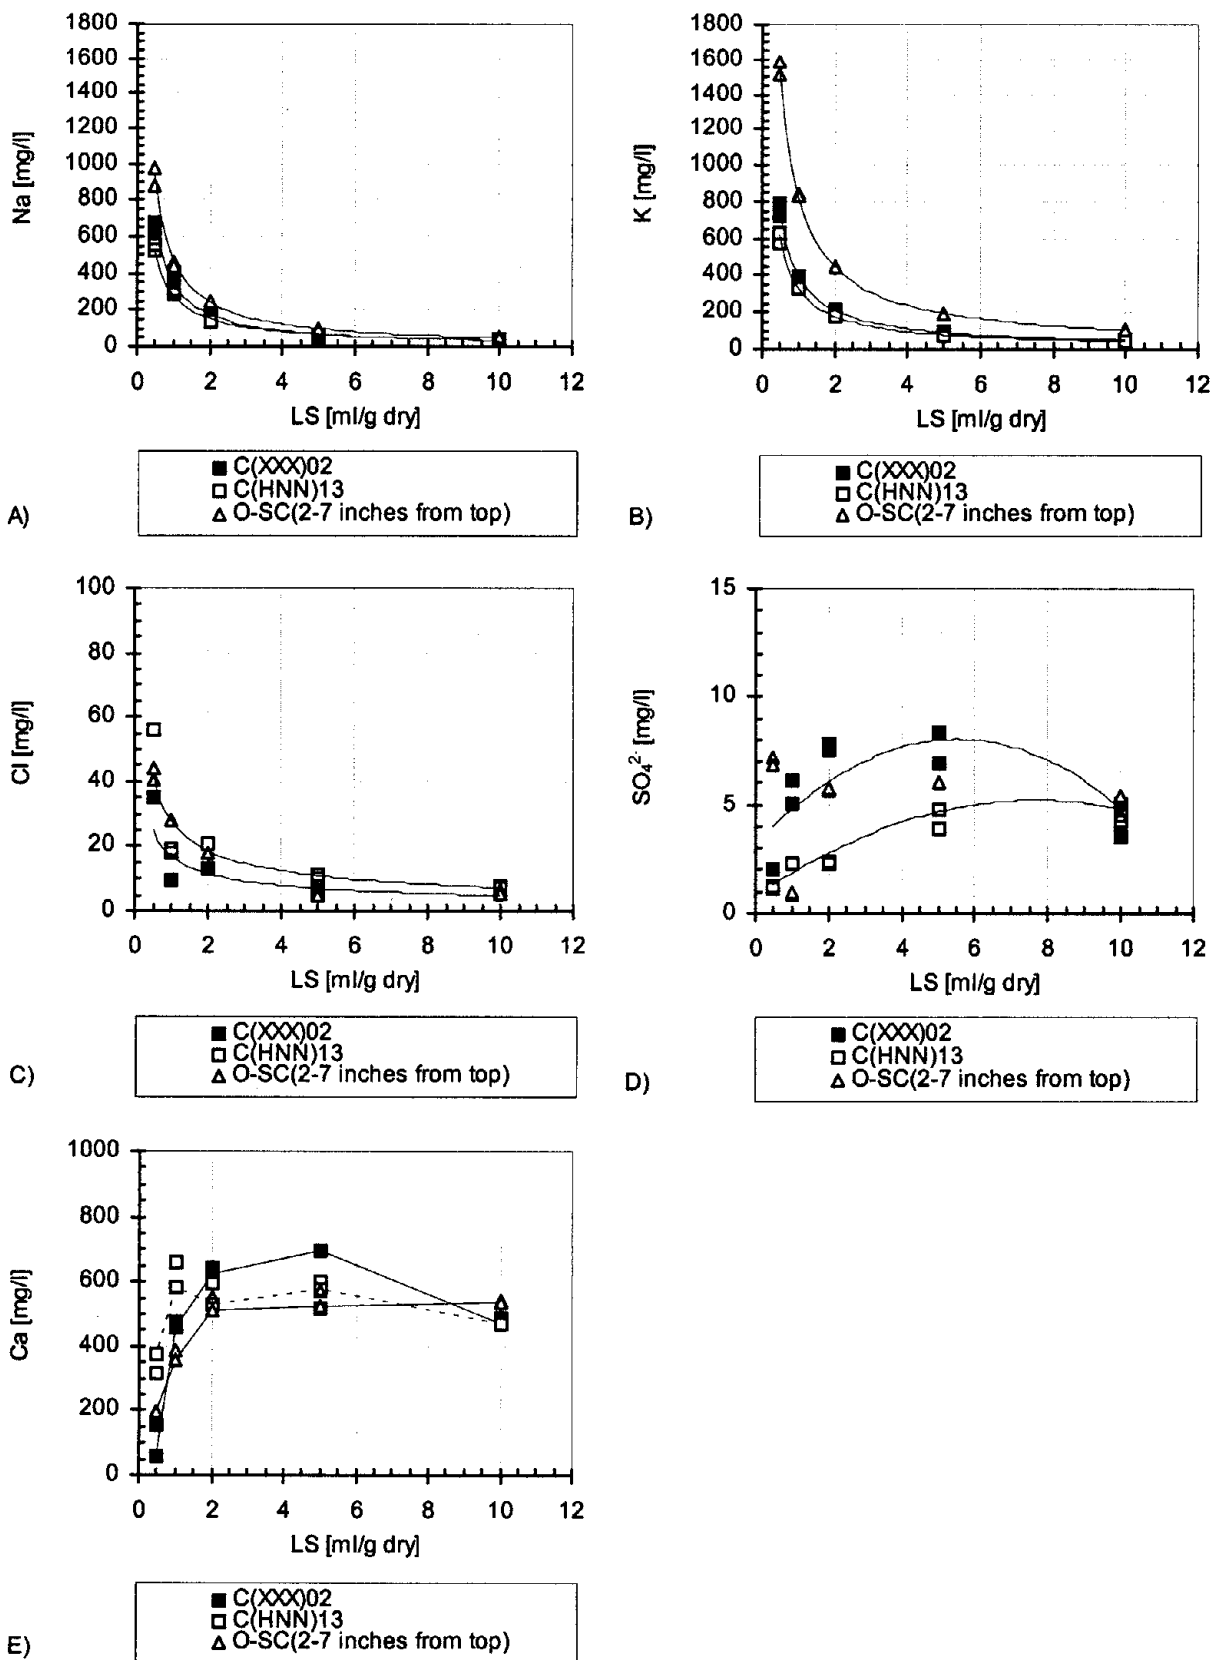 1800
1600
1400
1200
1000
800
600
400
200
0
Na [mg/l]
0 2 4 6 8 10 12
LS [ml/g dry]
C(XXX)02
C(HNN)13
O-SC(2-7 inches from top)
A)
1800
1600
1400
1200
1000
800
600
400
200
0
K [mg/l]
0 2 4 6 8 10 12
LS [ml/g dry]
C(XXX)02
C(HNN)13
O-SC(2-7 inches from top)
B)
100
80
60
40
20
0
Cl [mg/l]
0 2 4 6 8 10 12
LS [ml/g dry]
C(XXX)02
C(HNN)13
O-SC(2-7 inches from top)
C)
15
10
5
0
SO₄²⁻ [mg/l]
0 2 4 6 8 10 12
LS [ml/g dry]
C(XXX)02
C(HNN)13
O-SC(2-7 inches from top)
D)
1000
800
600
400
200
0
Ca [mg/l]
0 2 4 6 8 10 12
LS [ml/g dry]
C(XXX)02
C(HNN)13
O-SC(2-7 inches from top)
E)